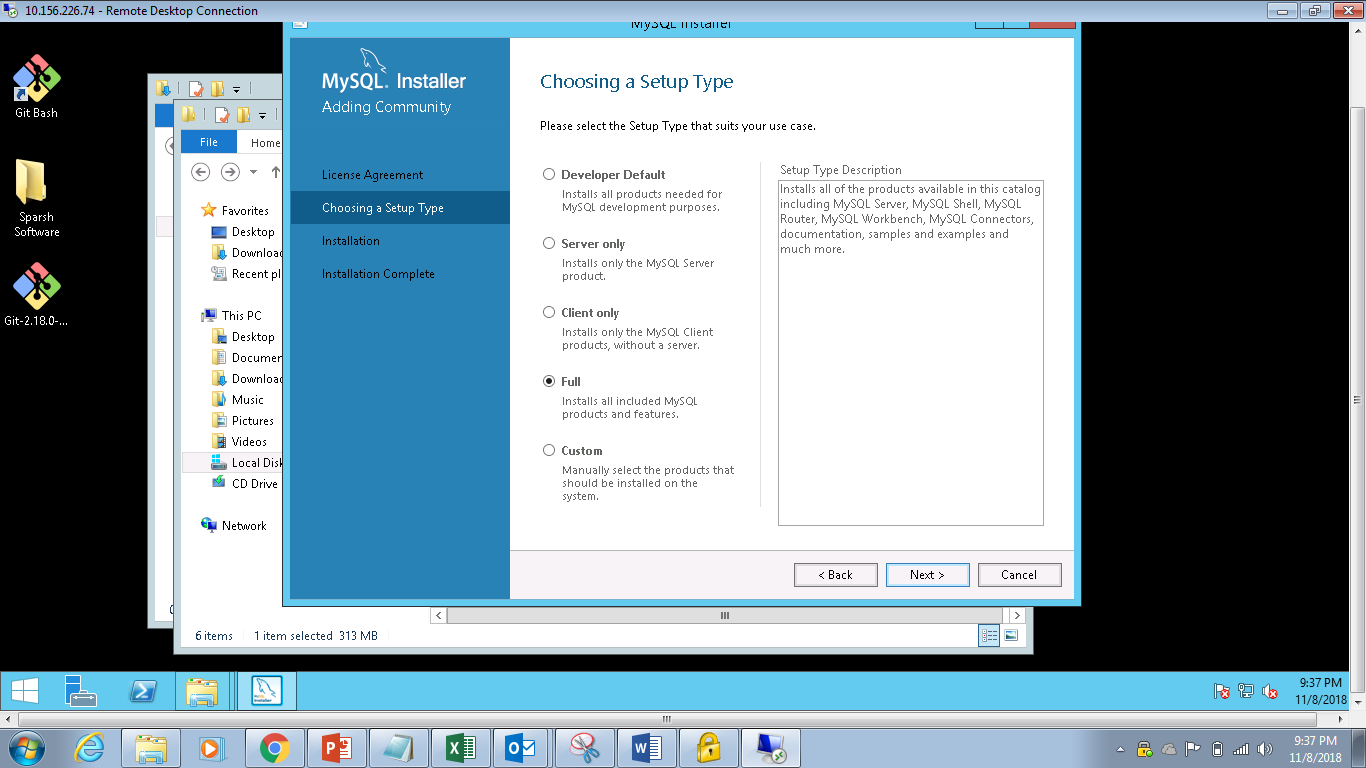 10.156.226.74 - Remote Desktop Connection
MySQL Installer
Git Bash
Sparsh
Software
Git-2.18.0-...
File
Home
Favorites
Desktop
Downloac
Recent pl
This PC
Desktop
Documer
Downloac
Music
Pictures
Videos
Local Disk
CD Drive
Network
6 items
1 item selected 313 MB
MySQL. Installer
Adding Community
License Agreement
Choosing a Setup Type
Installation
Installation Complete
Choosing a Setup Type
Please select the Setup Type that suits your use case.
Developer Default
Installs all products needed for
MySQL development purposes.
Server only
Installs only the MySQL Server
product.
Client only
Installs only the MySQL Client
products, without a server.
Full
Installs all included MySQL
products and features.
Custom
Manually select the products that
should be installed on the
system.
Setup Type Description
Installs all of the products available in this catalog
including MySQL Server, MySQL Shell, MySQL
Router, MySQL Workbench, MySQL Connectors,
documentation, samples and examples and
much more.
< Back
Next >
Cancel
MySQL
Installer
9:37 PM
11/8/2018
9:37 PM
11/8/2018